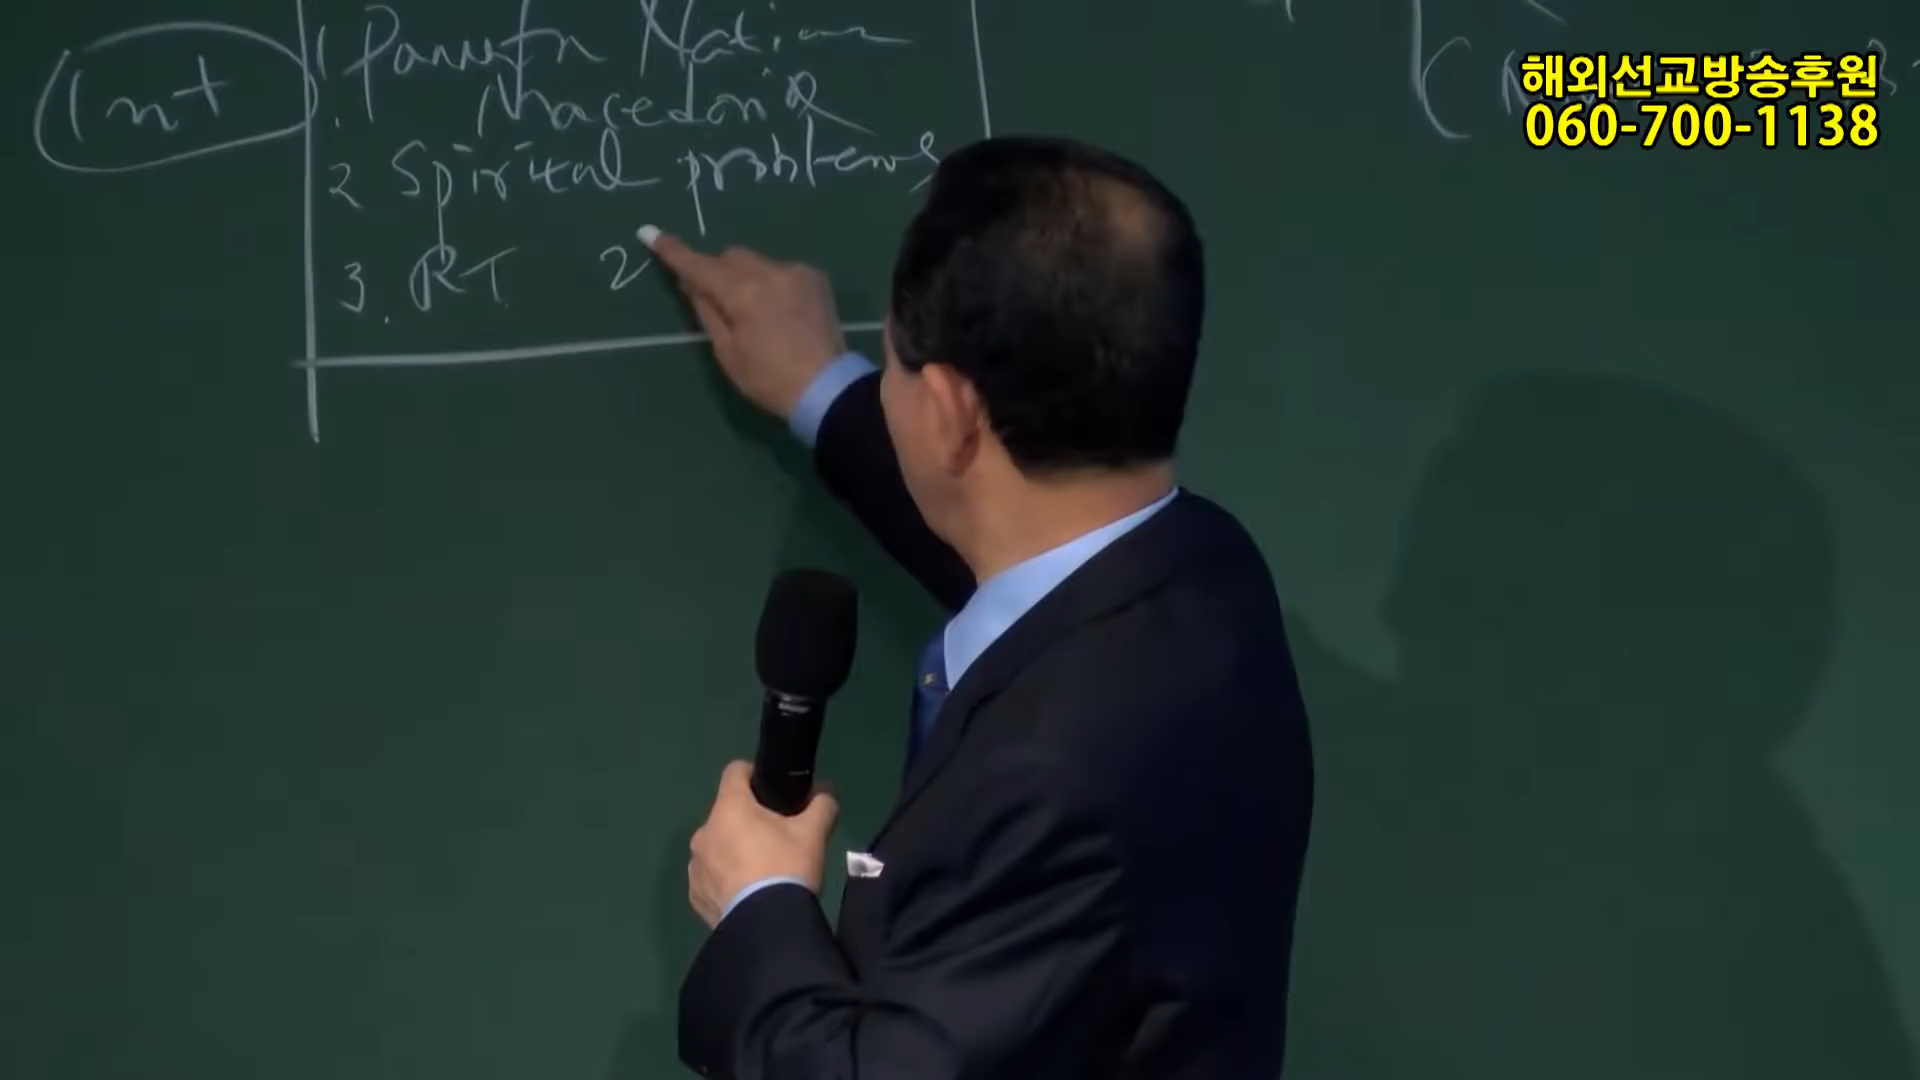 Int
1. Nation
Macedonia
2 Spiritual problems
3. RT 2
해외선교방송후원
060-700-1138